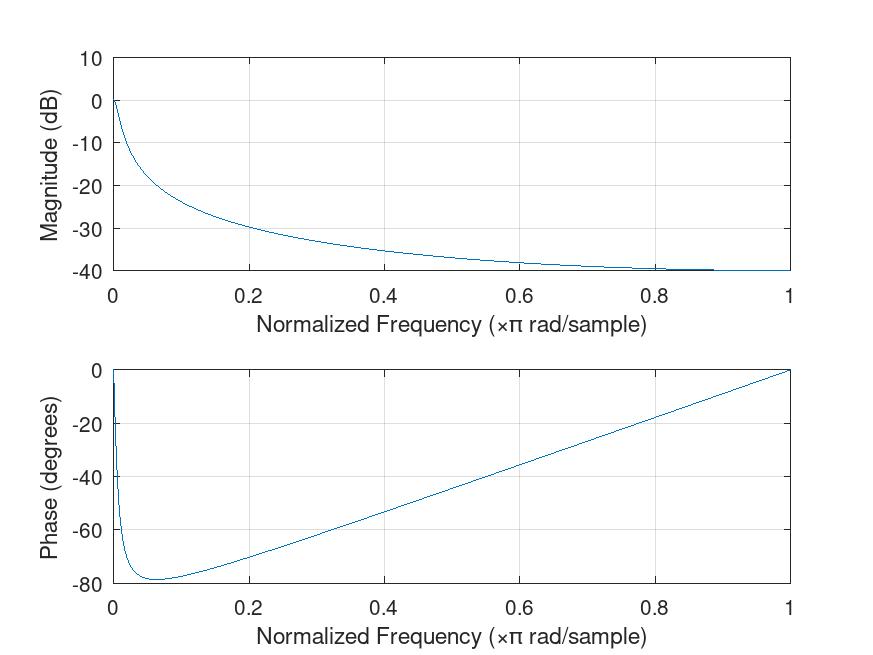 10
0
-10
-20
-30
-40
Magnitude (dB)
0 0.2 0.4 0.6 0.8 1
Normalized Frequency (×π rad/sample)
0
-20
-40
-60
-80
Phase (degrees)
0 0.2 0.4 0.6 0.8 1
Normalized Frequency (×π rad/sample)